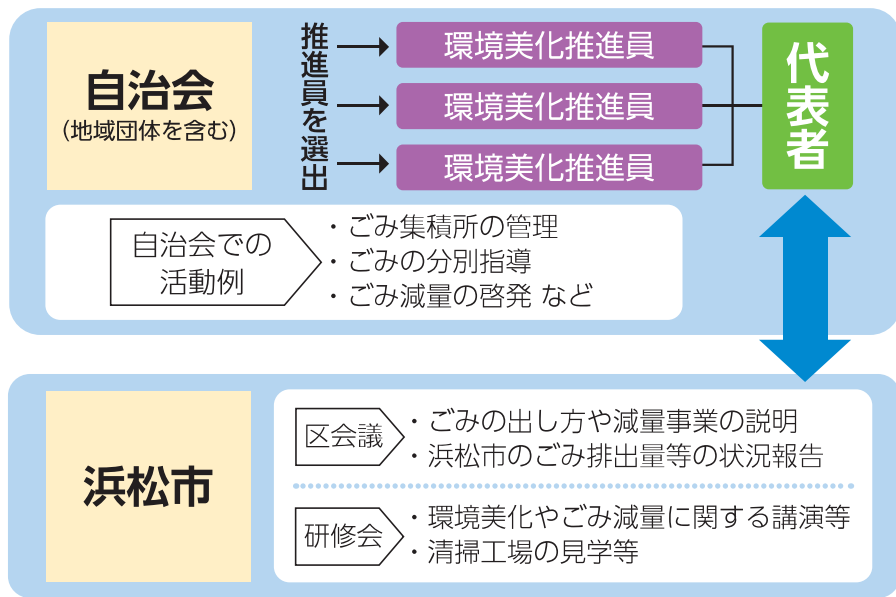 自治会
(地域団体を含む)
推進員を選出
環境美化推進員
環境美化推進員
環境美化推進員
代表者
自治会での
活動例
・ごみ集積所の管理
・ごみの分別指導
・ごみ減量の啓発 など
浜松市
区会議
・ごみの出し方や減量事業の説明
・浜松市のごみ排出量等の状況報告
研修会
・環境美化やごみ減量に関する講演等
・清掃工場の見学等